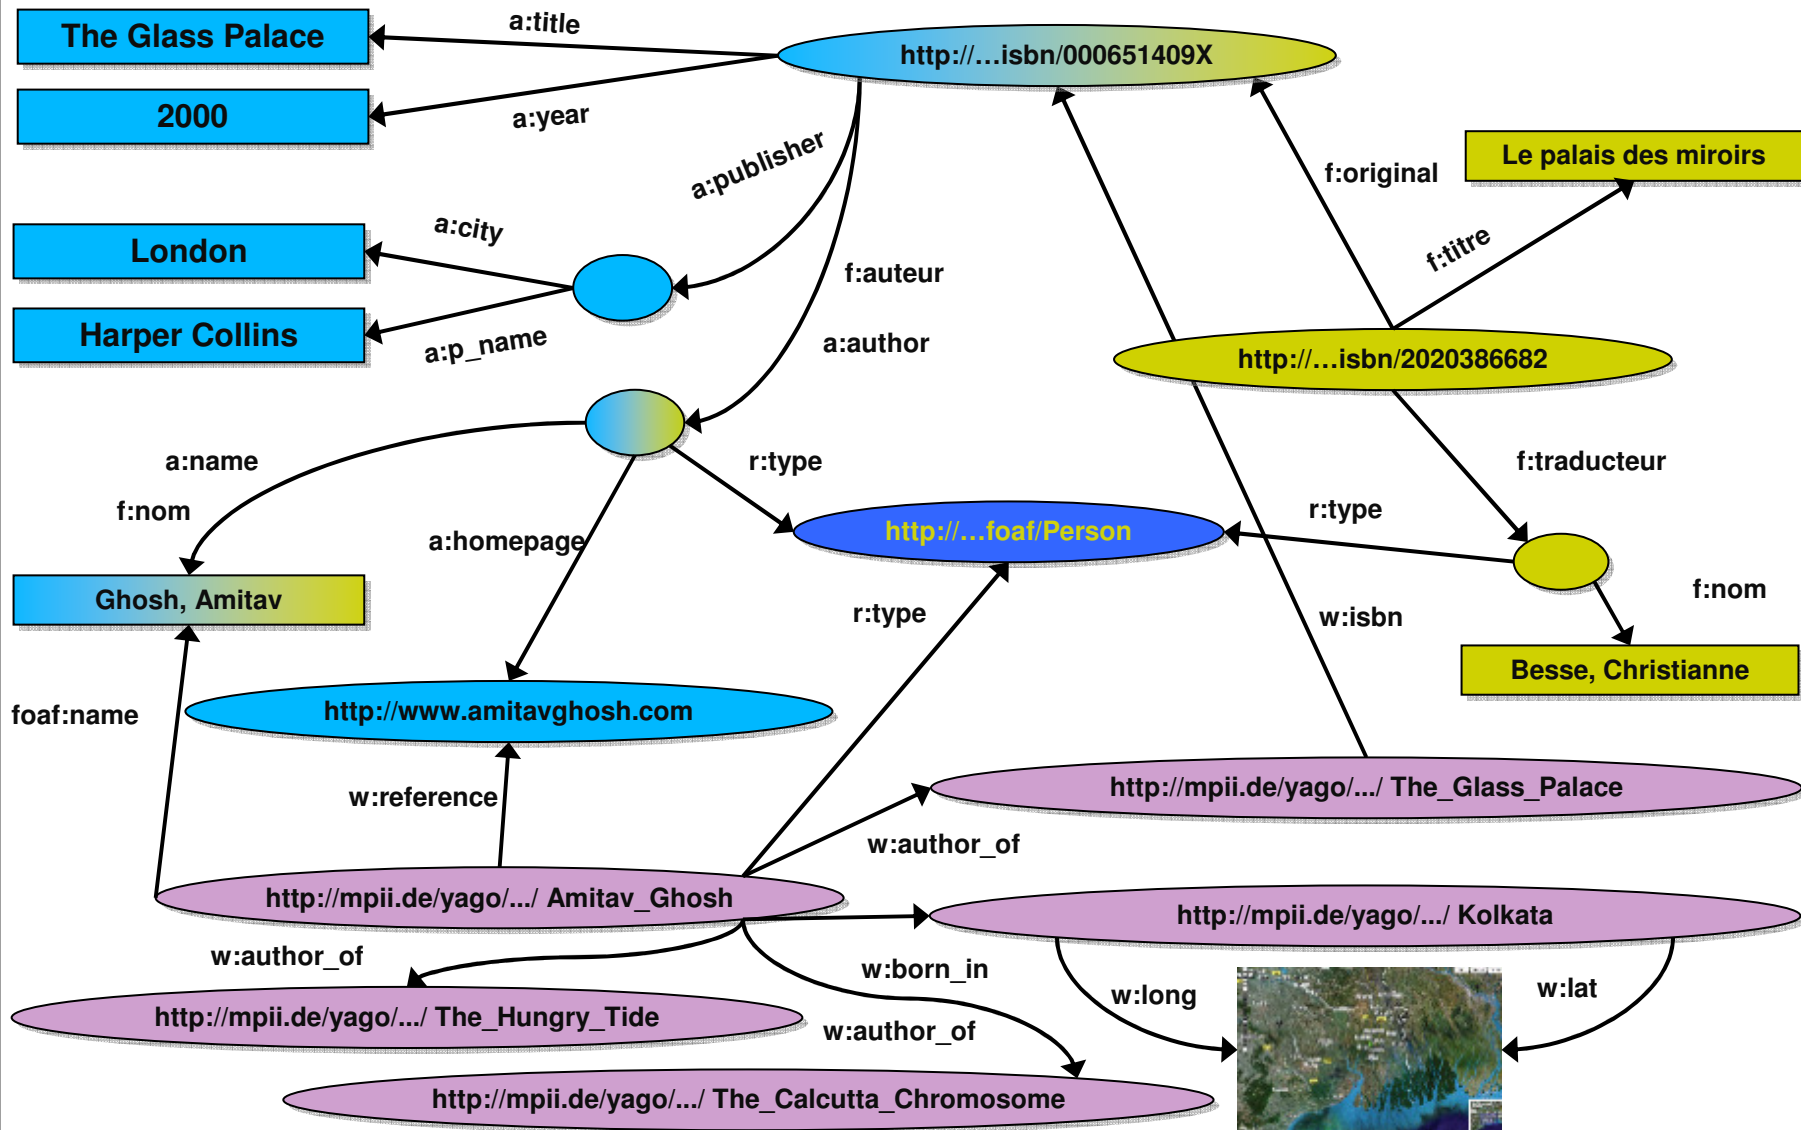 The Glass Palace
a:title
http://...isbn/000651409X
2000
a:year
a:publisher
Le palais des miroirs
f:original
a:city
London
f:titre
f:auteur
Harper Collins
a:p_name
a:author
http://...isbn/2020386682
a:name
r:type
f:traducteur
f:nom
r:type
a:homepage
http://...foaf/Person
Ghosh, Amitav
r:type
w:isbn
f:nom
Besse, Christianne
foaf:name
http://www.amitavghosh.com
w:reference
http://mpii.de/yago/.../ The_Glass_Palace
w:author_of
http://mpii.de/yago/.../ Amitav_Ghosh
http://mpii.de/yago/.../ Kolkata
w:author_of
w:born_in
w:long
w:lat
http://mpii.de/yago/.../ The_Hungry_Tide
w:author_of
http://mpii.de/yago/.../ The_Calcutta_Chromosome